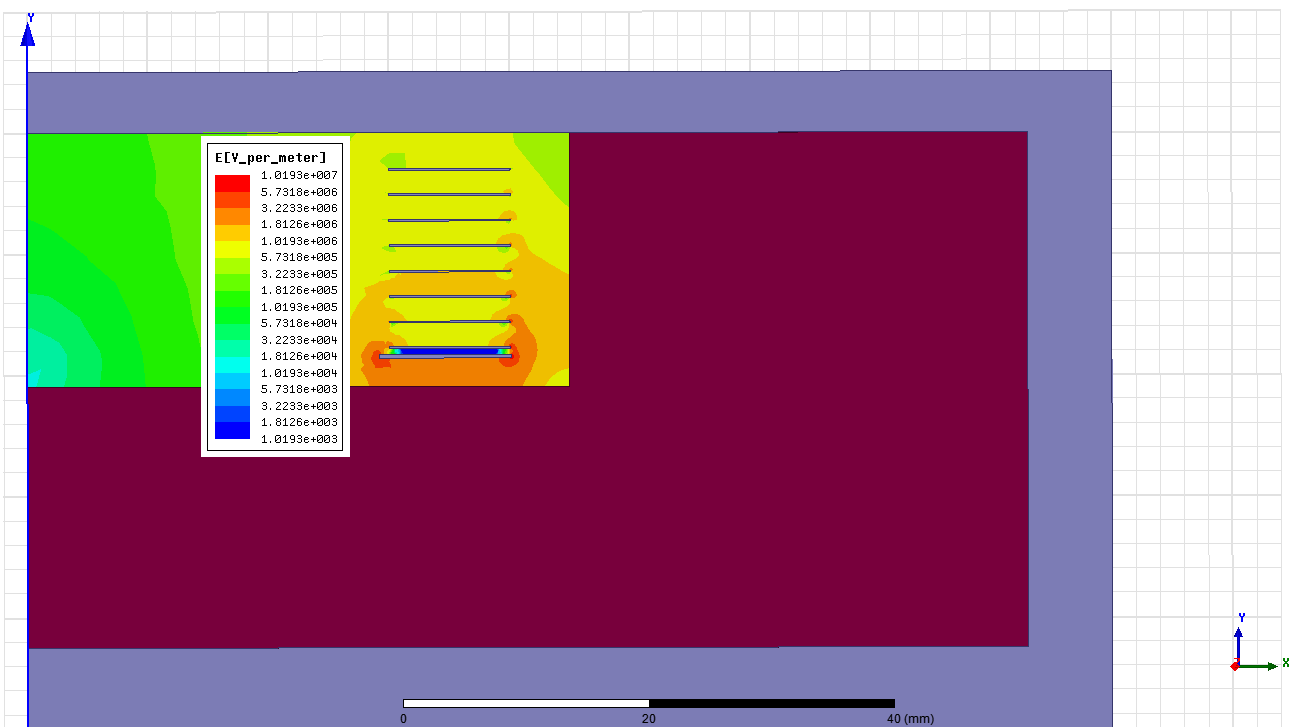 Y
E[V_per_meter]
1.0193e+007
5.7318e+006
3.2233e+006
1.8126e+006
1.0193e+006
5.7318e+005
3.2233e+005
1.8126e+005
1.0193e+005
5.7318e+004
3.2233e+004
1.8126e+004
1.0193e+004
5.7318e+003
3.2233e+003
1.8126e+003
1.0193e+003
Y
X
0 20 40 (mm)